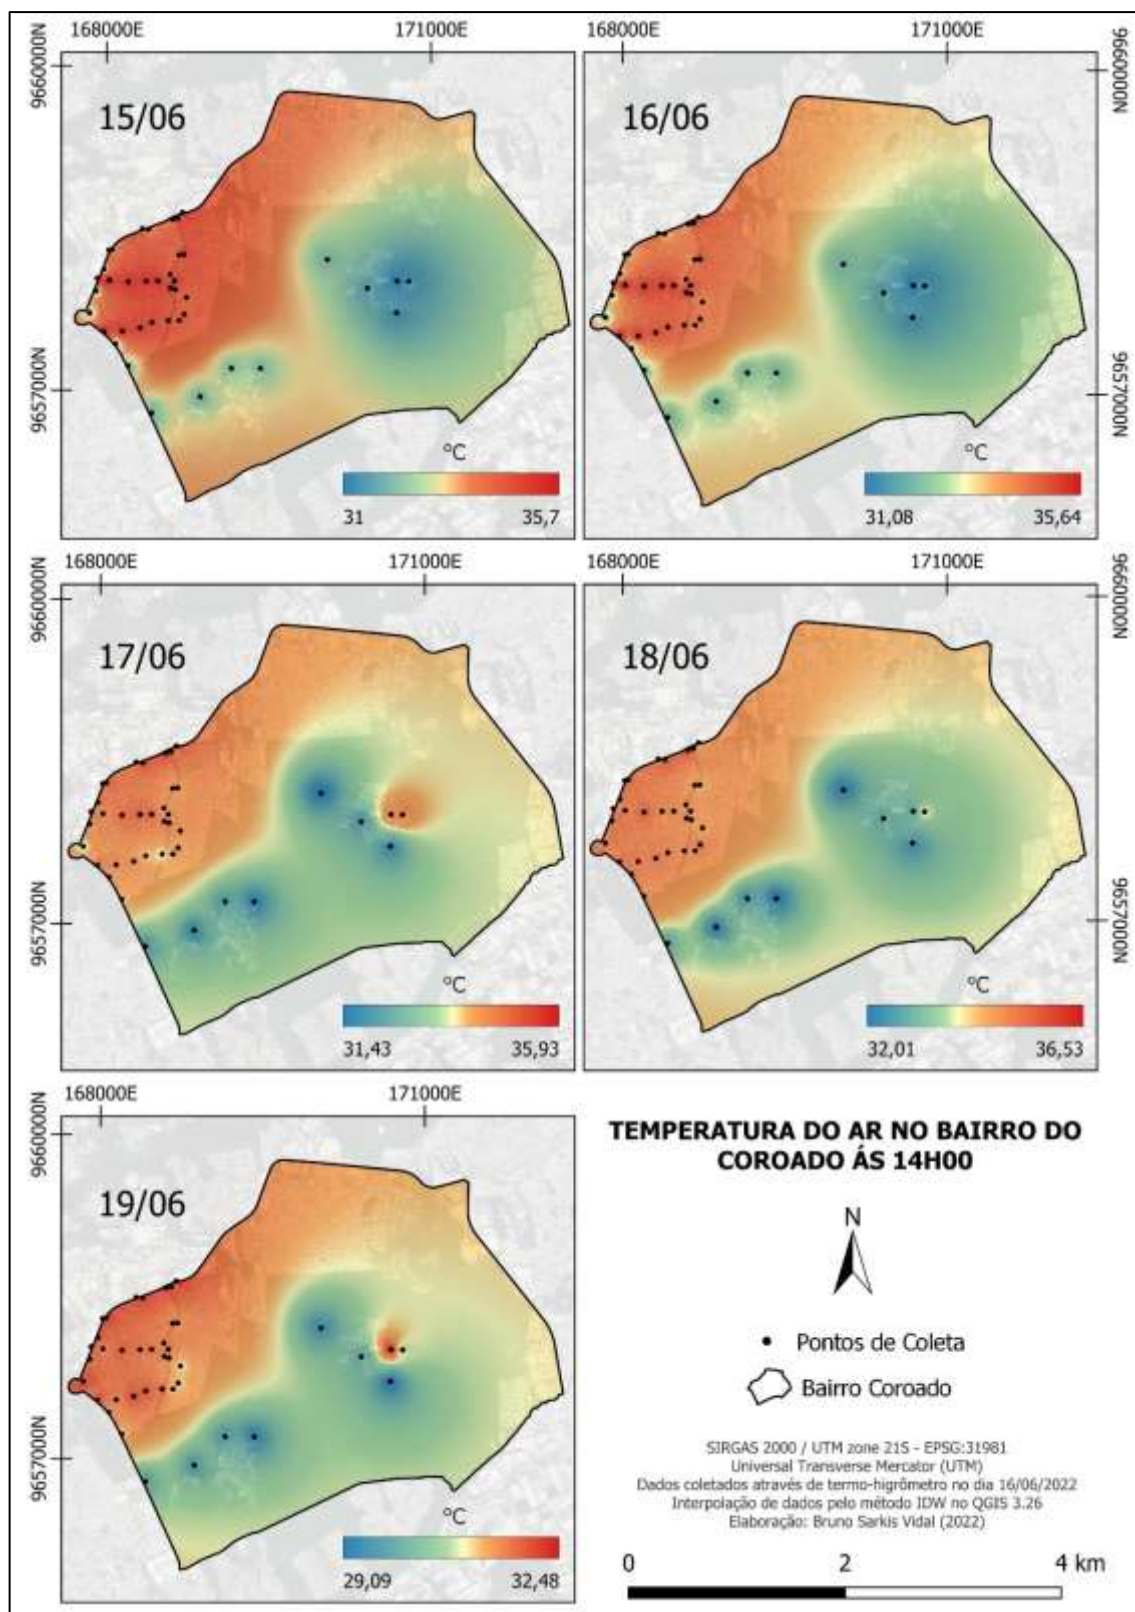 168000E 171000E 168000E 171000E
9660000N
9660000N
15/06
16/06
9657000N
9657000N
°C
31 35,7
°C
31,08 35,64
168000E 171000E 168000E 171000E
9660000N
9660000N
17/06
18/06
9657000N
9657000N
°C
31,43 35,93
°C
32,01 36,53
168000E 171000E
9660000N
19/06
9657000N
°C
29,09 32,48
TEMPERATURA DO AR NO BAIRRO DO
COROADO ÁS 14H00
N
Pontos de Coleta
Bairro Coroado
SIRGAS 2000 / UTM zone 21S - EPSG:31981
Universal Transverse Mercator (UTM)
Dados coletados através de termo-higrômetro no dia 16/06/2022
Interpolação de dados pelo método IDW no QGIS 3.26
Elaboração: Bruno Sarkis Vidal (2022)
0 2 4 km